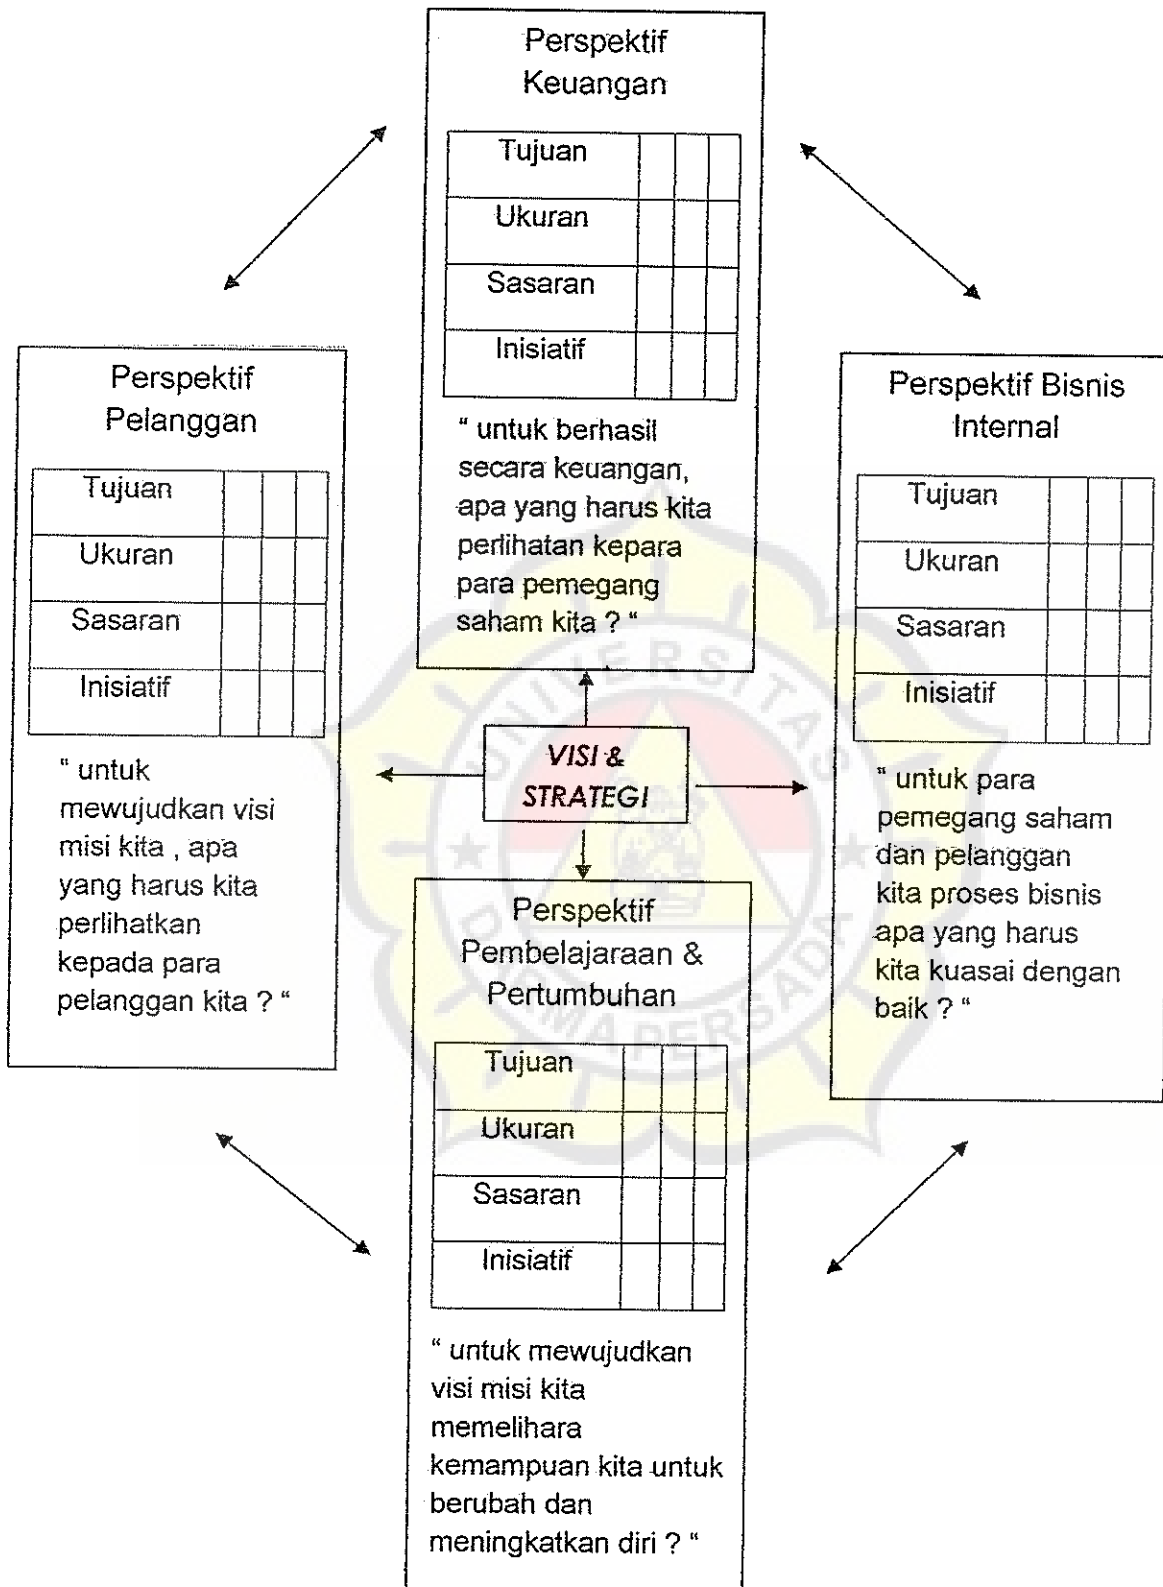 Perspektif
Keuangan
Tujuan
Ukuran
Sasaran
Inisiatif
“ untuk berhasil
secara keuangan,
apa yang harus kita
perlihatan kepara
para pemegang
saham kita ? “
Perspektif
Pelanggan
Tujuan
Ukuran
Sasaran
Inisiatif
“ untuk
mewujudkan visi
misi kita , apa
yang harus kita
perlihatkan
kepada para
pelanggan kita ? “
VISI &
STRATEGI
Perspektif Bisnis
Internal
Tujuan
Ukuran
Sasaran
Inisiatif
“ untuk para
pemegang saham
dan pelanggan
kita proses bisnis
apa yang harus
kita kuasai dengan
baik ? “
Perspektif
Pembelajaraan &
Pertumbuhan
Tujuan
Ukuran
Sasaran
Inisiatif
“ untuk mewujudkan
visi misi kita
memelihara
kemampuan kita untuk
berubah dan
meningkatkan diri ? “
UNIVERSITAS
DARMA PERSADA